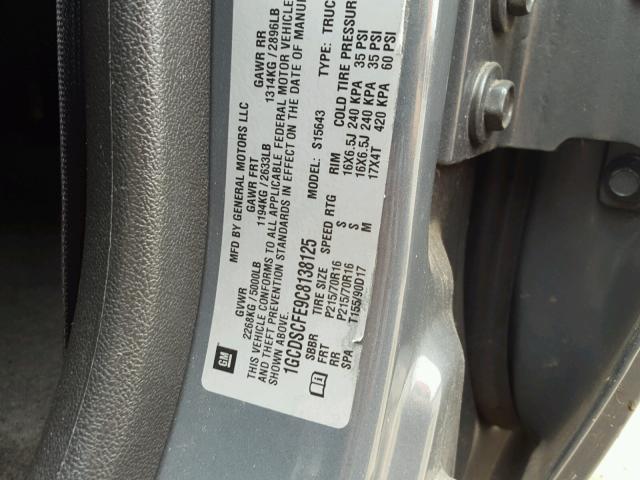 MFD BY GENERAL MOTORS LLC
GVWR GAWR FRT GAWR RR
2268KG / 5000LB 1194KG / 2633LB 1314KG / 2896LB
THIS VEHICLE CONFORMS TO ALL APPLICABLE FEDERAL MOTOR VEHICLE
AND THEFT PREVENTION STANDARDS IN EFFECT ON THE DATE OF MANU
SHOWN ABOVE.
GM
1GCDSCFE9C8138125 MODEL: S15643 TYPE: TRUC
SBBR TIRE SIZE SPEED RTG RIM COLD TIRE PRESSUR
FRT P215/70R16 S 16X6.5J 240 KPA 35 PSI
RR P215/70R16 S 16X6.5J 240 KPA 35 PSI
SPA T155/90D17 M 17X4T 420 KPA 60 PSI